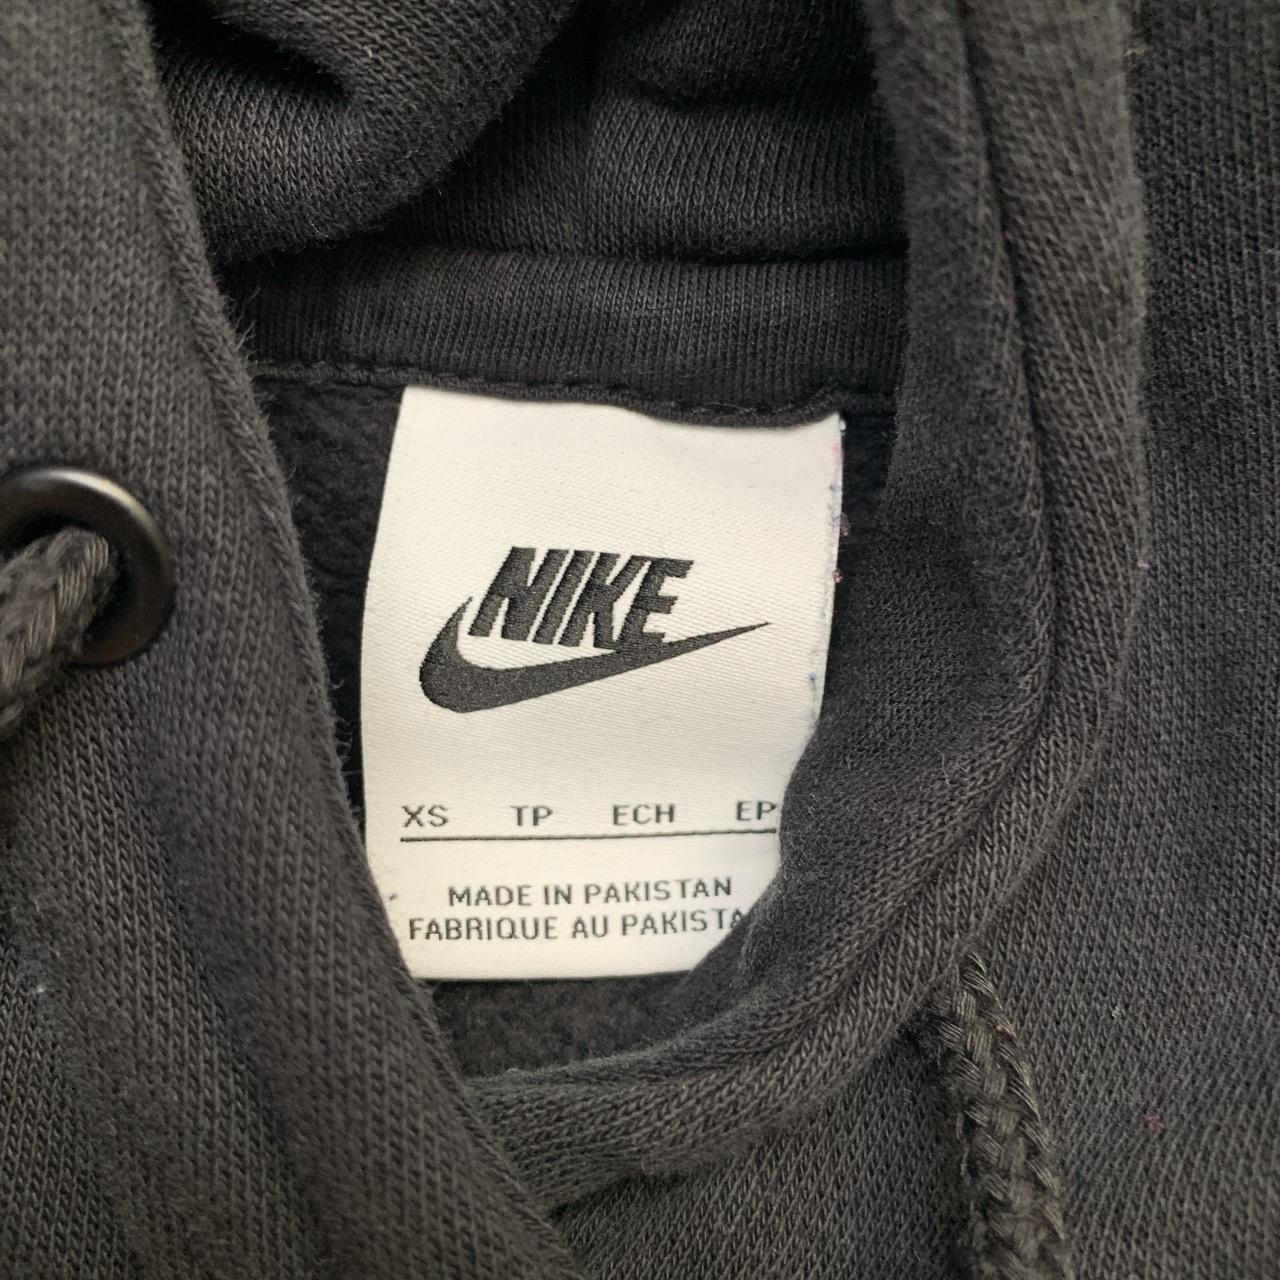 NIKE
XS TP ECH EP
MADE IN PAKISTAN
FABRIQUE AU PAKISTA